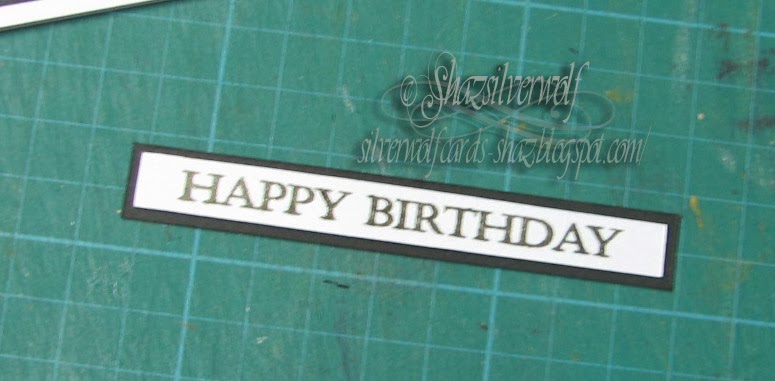 © Shazsilverwolf
silverwolfcards-shaz.blogspot.com/
HAPPY BIRTHDAY